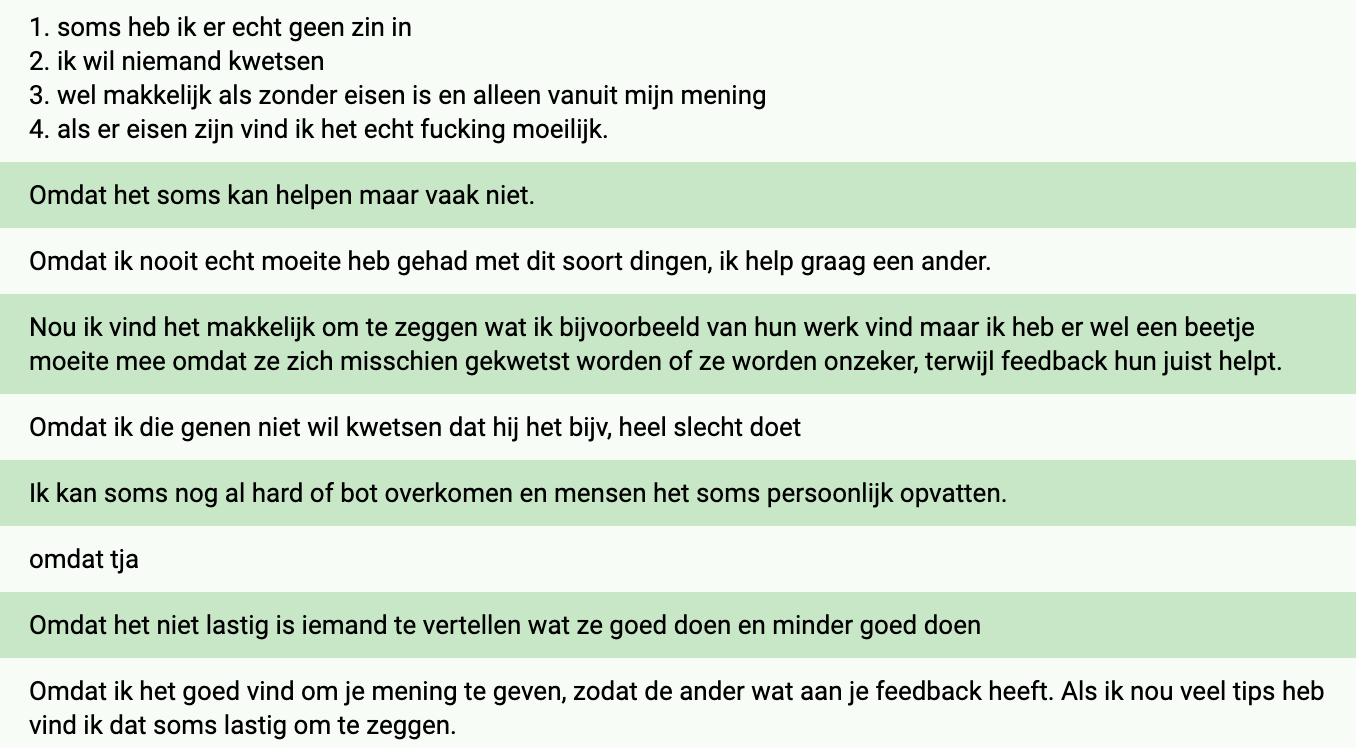 1. soms heb ik er echt geen zin in
2. ik wil niemand kwetsen
3. wel makkelijk als zonder eisen is en alleen vanuit mijn mening
4. als er eisen zijn vind ik het echt fucking moeilijk.
Omdat het soms kan helpen maar vaak niet.
Omdat ik nooit echt moeite heb gehad met dit soort dingen, ik help graag een ander.
Nou ik vind het makkelijk om te zeggen wat ik bijvoorbeeld van hun werk vind maar ik heb er wel een beetje
moeite mee omdat ze zich misschien gekwetst worden of ze worden onzeker, terwijl feedback hun juist helpt.
Omdat ik die genen niet wil kwetsen dat hij het bijv, heel slecht doet
Ik kan soms nog al hard of bot overkomen en mensen het soms persoonlijk opvatten.
omdat tja
Omdat het niet lastig is iemand te vertellen wat ze goed doen en minder goed doen
Omdat ik het goed vind om je mening te geven, zodat de ander wat aan je feedback heeft. Als ik nou veel tips heb
vind ik dat soms lastig om te zeggen.